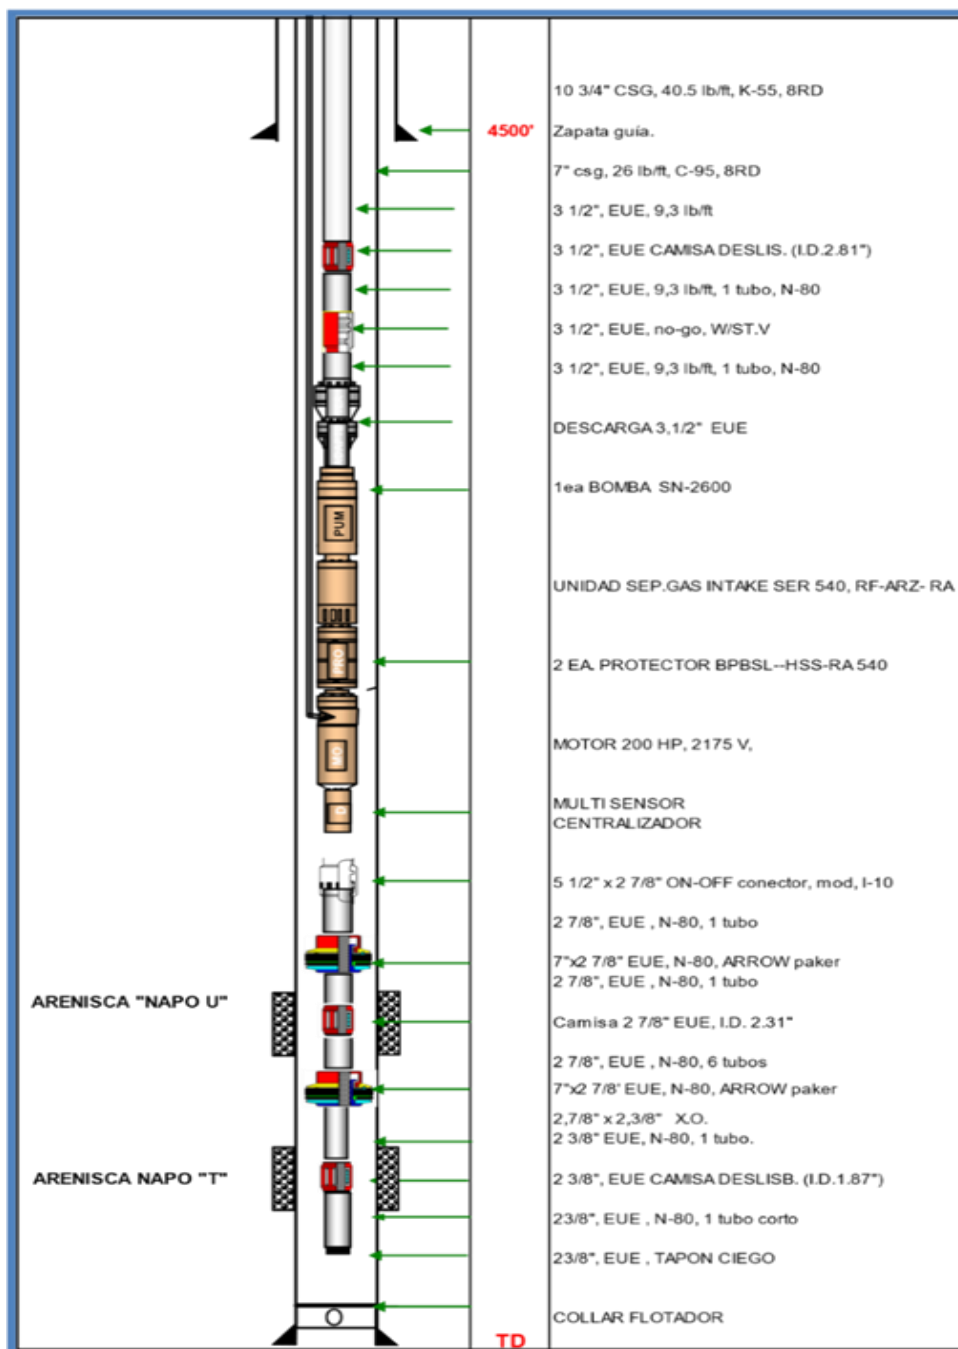 10 3/4" CSG, 40.5 lb/ft, K-55, 8RD
4500' Zapata guía.
7" csg, 26 lb/ft, C-95, 8RD
3 1/2", EUE, 9,3 lb/ft
3 1/2", EUE CAMISA DESLIS. (I.D.2.81")
3 1/2", EUE, 9,3 lb/ft, 1 tubo, N-80
3 1/2", EUE, no-go, W/ST.V
3 1/2", EUE, 9,3 lb/ft, 1 tubo, N-80
DESCARGA 3,1/2" EUE
1ea BOMBA SN-2600
PUM
UNIDAD SEP.GAS INTAKE SER 540, RF-ARZ- RA
PRO
2 EA. PROTECTOR BPBSL--HSS-RA 540
MO
MOTOR 200 HP, 2175 V,
MULTI SENSOR
CENTRALIZADOR
5 1/2" x 2 7/8" ON-OFF conector, mod, I-10
2 7/8", EUE , N-80, 1 tubo
7"x2 7/8" EUE, N-80, ARROW paker
2 7/8", EUE , N-80, 1 tubo
ARENISCA "NAPO U"
Camisa 2 7/8" EUE, I.D. 2.31"
2 7/8", EUE , N-80, 6 tubos
7"x2 7/8' EUE, N-80, ARROW paker
2,7/8" x 2,3/8" X.O.
2 3/8" EUE, N-80, 1 tubo.
ARENISCA NAPO "T"
2 3/8", EUE CAMISA DESLISB. (I.D.1.87")
23/8", EUE , N-80, 1 tubo corto
23/8", EUE , TAPON CIEGO
COLLAR FLOTADOR
TD